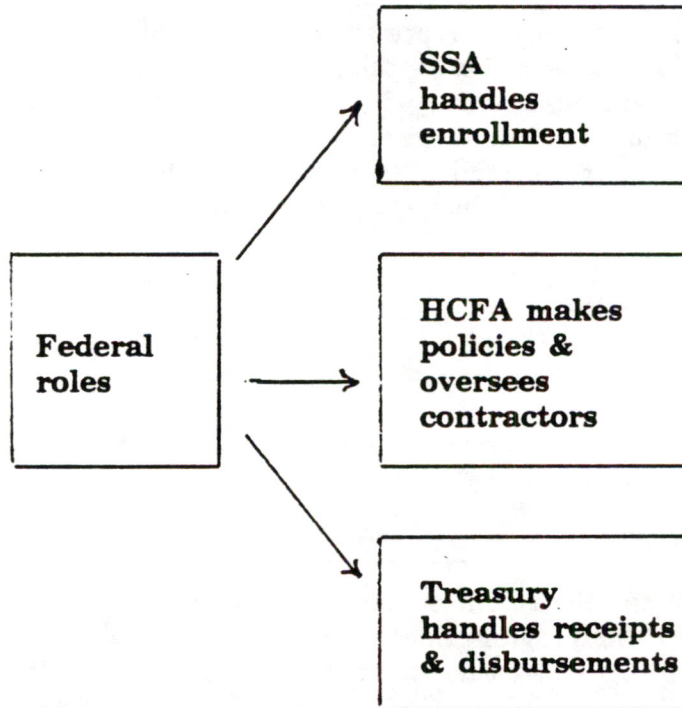 SSA
handles
enrollment
Federal
roles
HCFA makes
policies &
oversees
contractors
Treasury
handles receipts
& disbursements